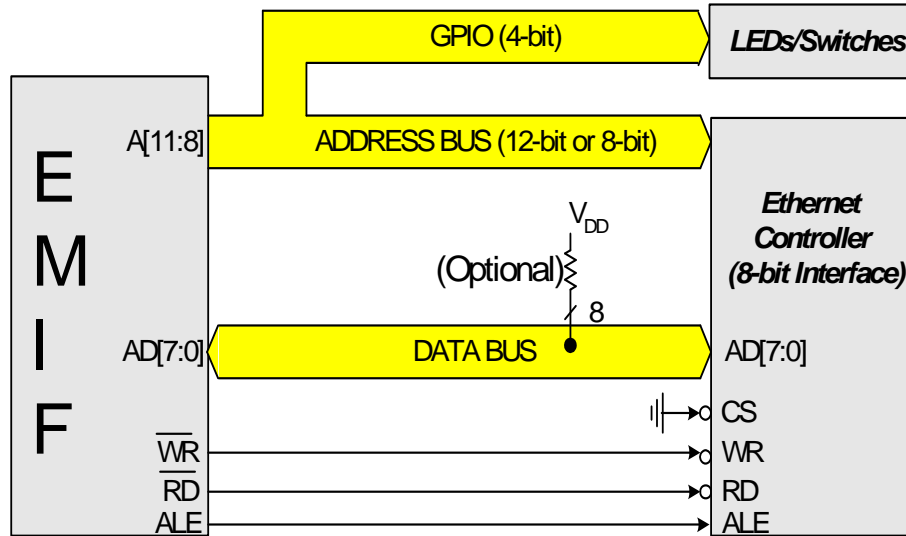 GPIO (4-bit)
LEDs/Switches
E
M
I
F
A[11:8]
ADDRESS BUS (12-bit or 8-bit)
Ethernet
Controller
(8-bit Interface)
VDD
(Optional)
8
AD[7:0]
DATA BUS
AD[7:0]
CS
WR
WR
RD
RD
ALE
ALE